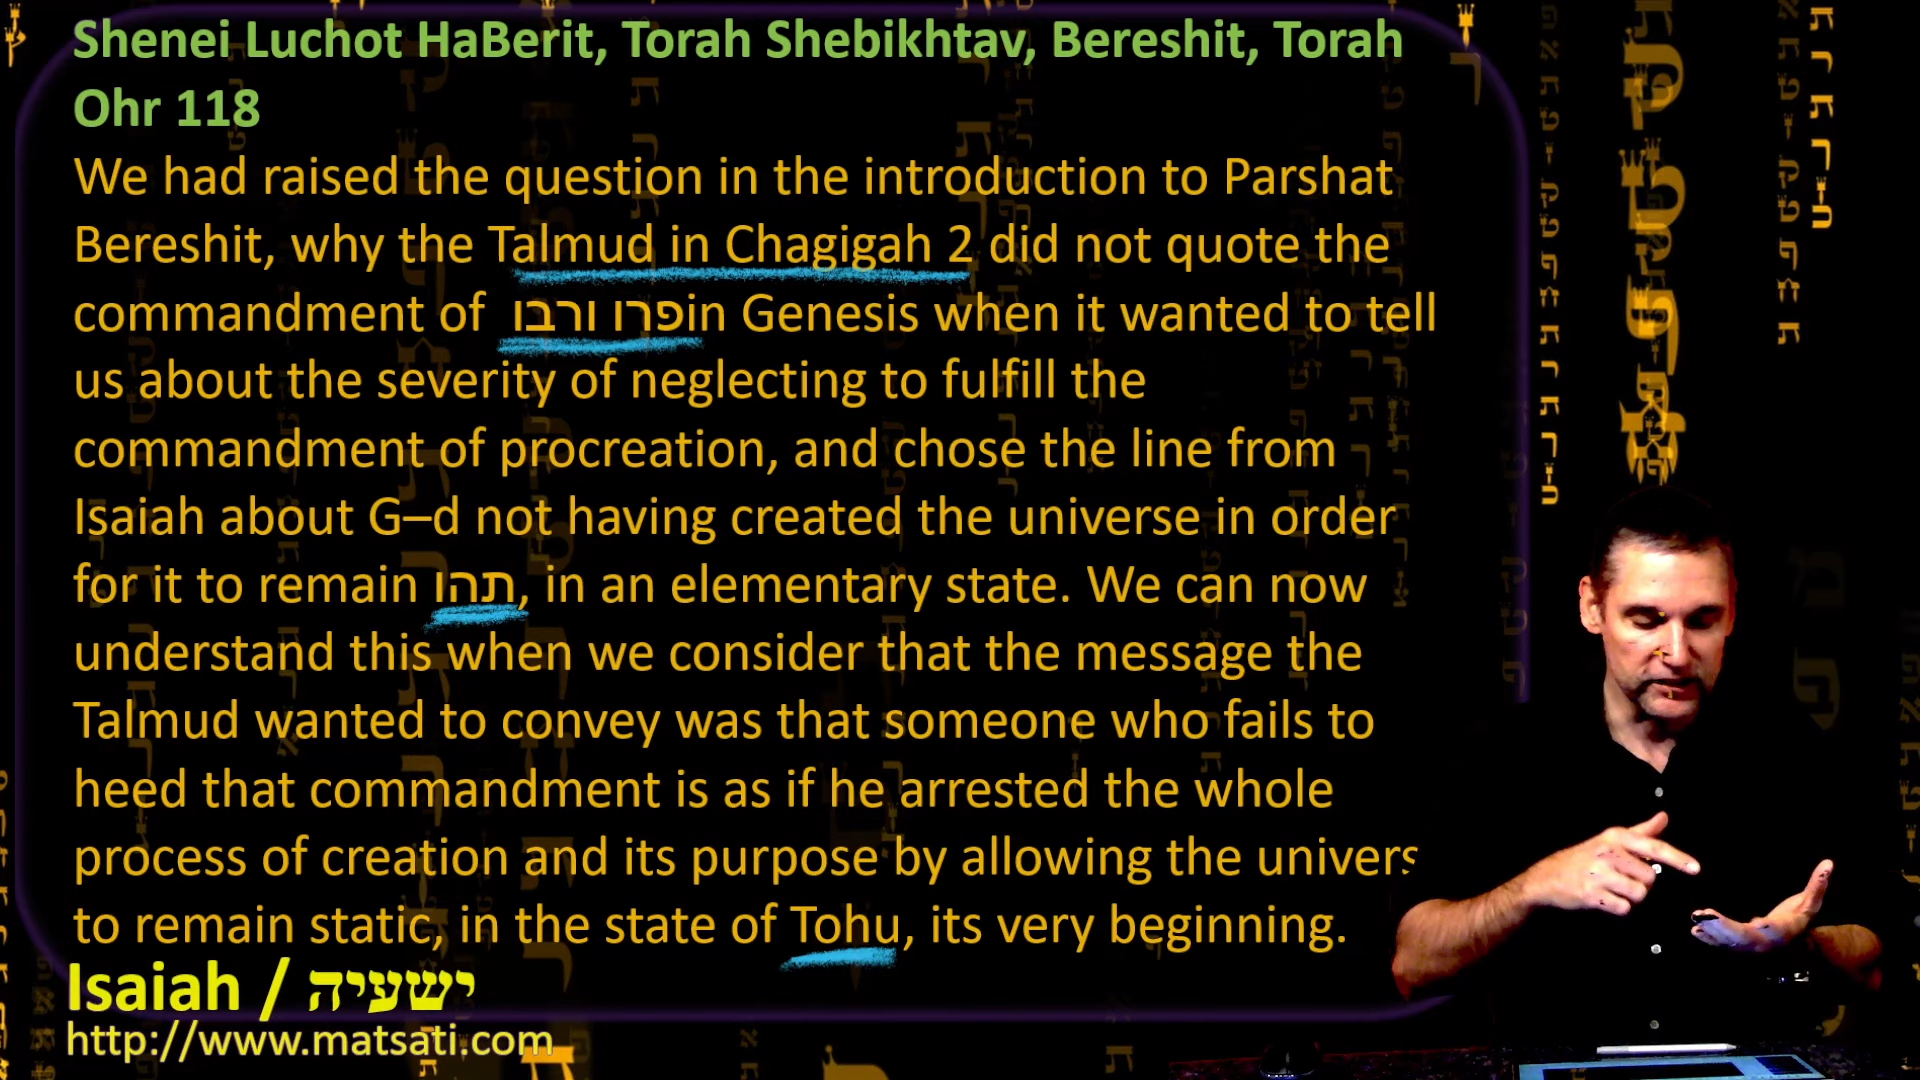 Shenei Luchot HaBerit, Torah Shebikhtav, Bereshit, Torah
Ohr 118
We had raised the question in the introduction to Parshat
Bereshit, why the Talmud in Chagigah 2 did not quote the
commandment of פרו ורבו in Genesis when it wanted to tell
us about the severity of neglecting to fulfill the
commandment of procreation, and chose the line from
Isaiah about G–d not having created the universe in order
for it to remain תהו, in an elementary state. We can now
understand this when we consider that the message the
Talmud wanted to convey was that someone who fails to
heed that commandment is as if he arrested the whole
process of creation and its purpose by allowing the univers
to remain static, in the state of Tohu, its very beginning.
Isaiah / ישעיה
http://www.matsati.com